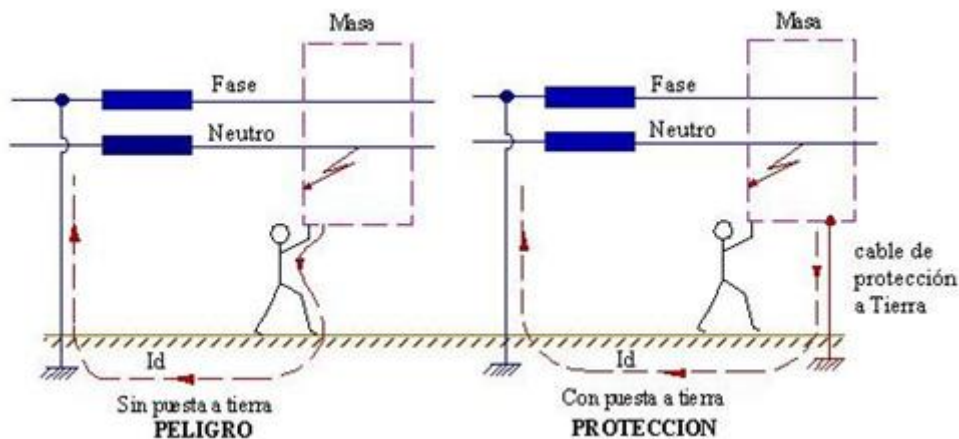 Masa
Fase
Neutro
Id
Sin puesta a tierra
PELIGRO
Masa
Fase
Neutro
cable de
protección
a Tierra
Id
Con puesta a tierra
PROTECCION